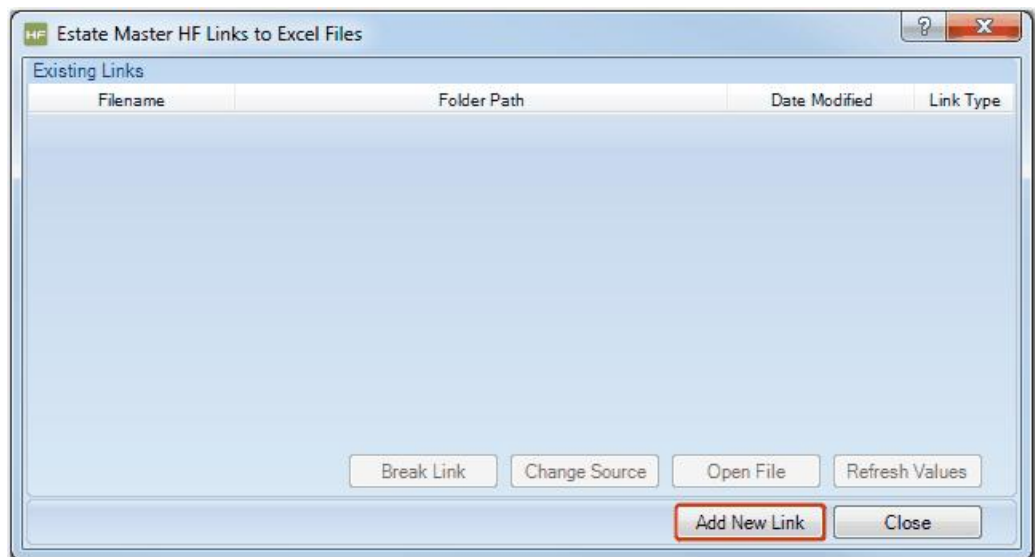 HF Estate Master HF Links to Excel Files ? X
Existing Links
Filename Folder Path Date Modified Link Type
Break Link Change Source Open File Refresh Values
Add New Link Close